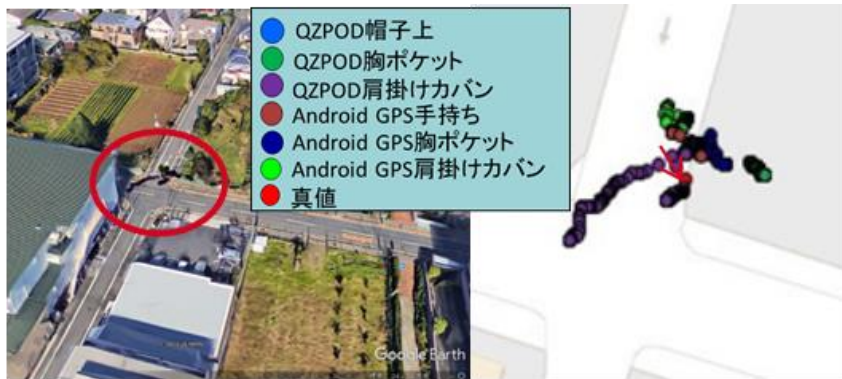 QZPOD帽子上
QZPOD胸ポケット
QZPOD肩掛けカバン
Android GPS手持ち
Android GPS胸ポケット
Android GPS肩掛けカバン
真値
Google Earth